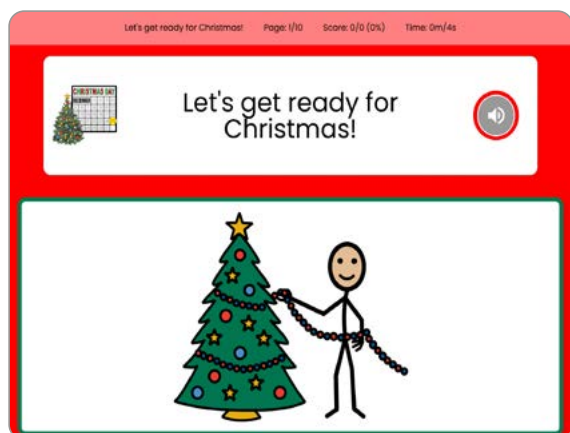 Let's get ready for Christmas! Page: 1/10 Score: 0/0 (0%) Time: 0m/4s
CHRISTMAS DAY
DECEMBER
Let's get ready for
Christmas!